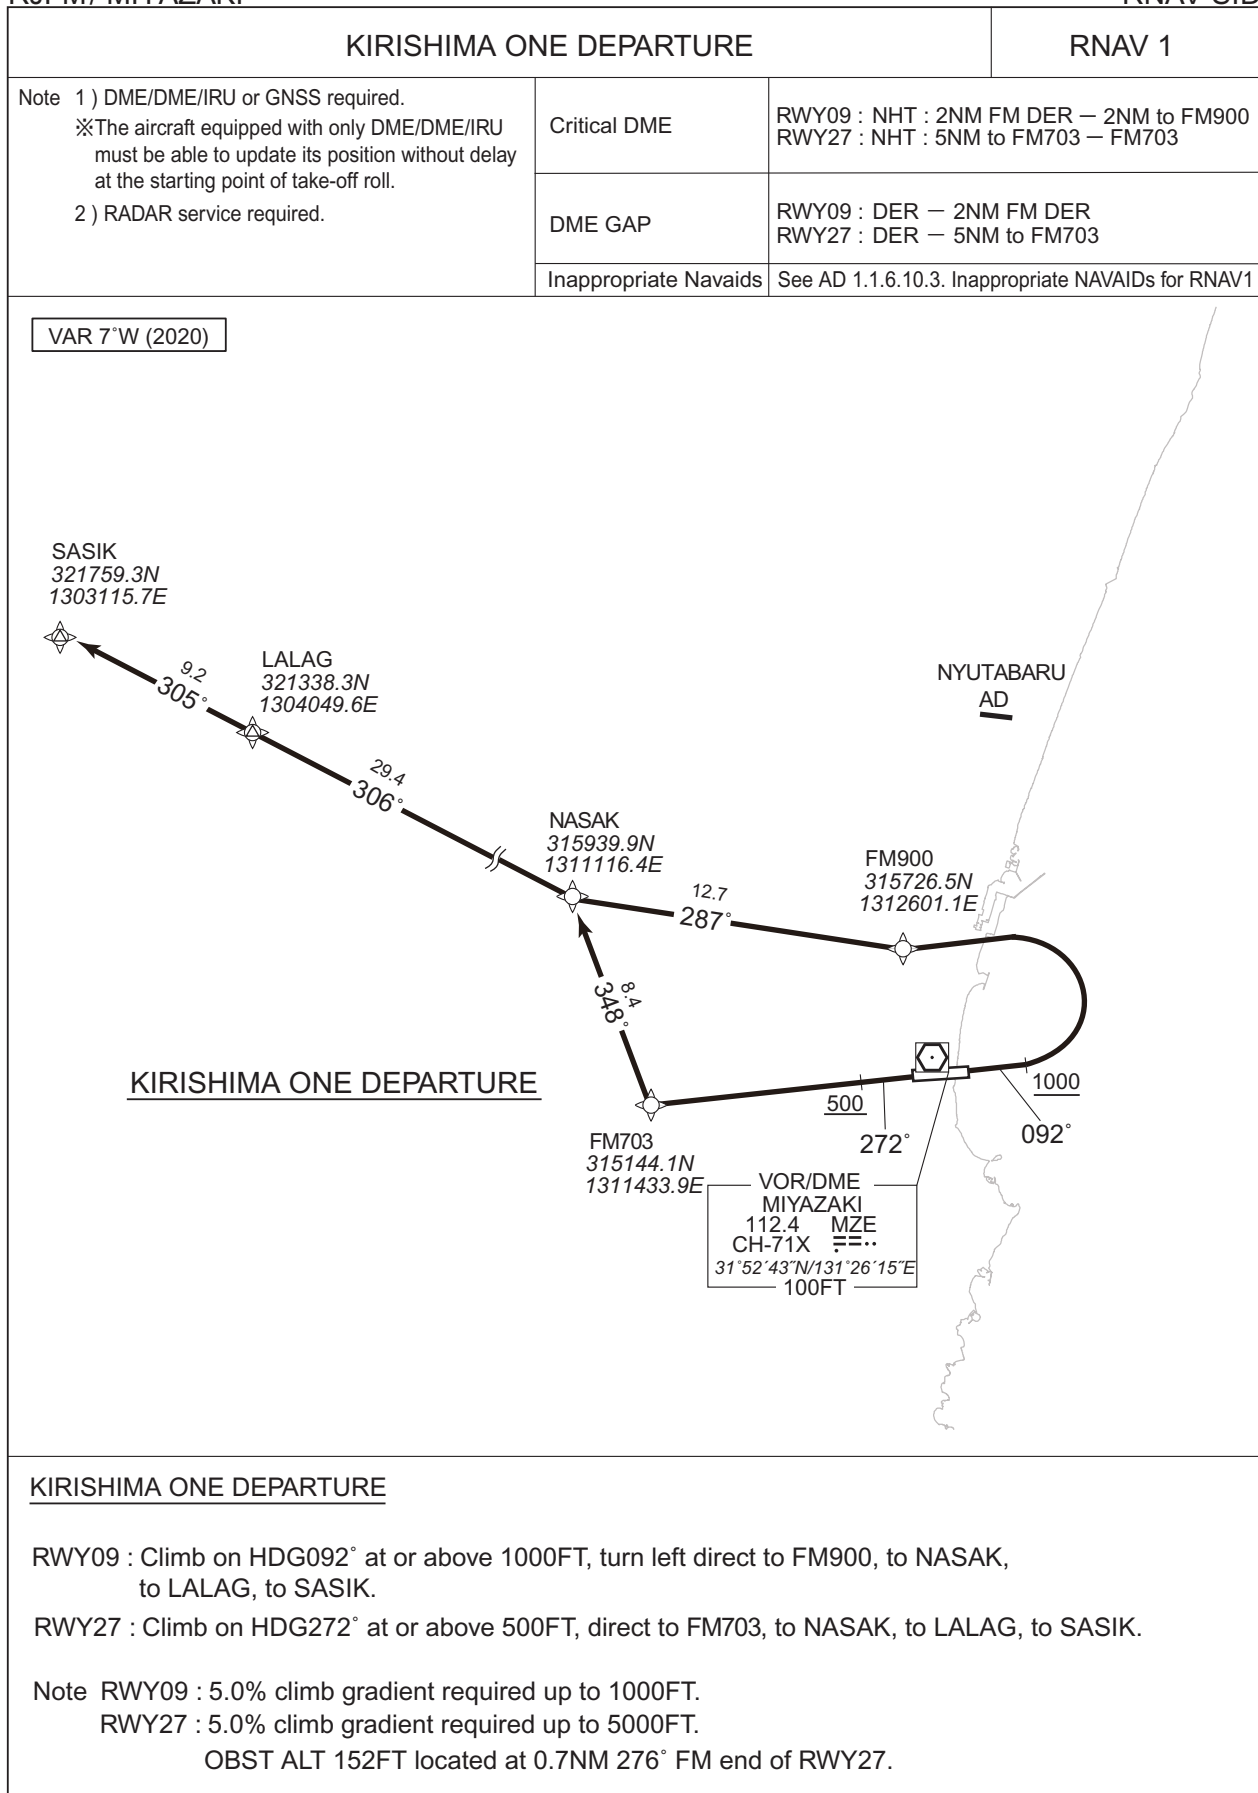 KIRISHIMA ONE DEPARTURE
RNAV 1
Note 1 ) DME/DME/IRU or GNSS required.
※The aircraft equipped with only DME/DME/IRU
must be able to update its position without delay
at the starting point of take-off roll.
2 ) RADAR service required.
Critical DME
RWY09 : NHT : 2NM FM DER － 2NM to FM900
RWY27 : NHT : 5NM to FM703 － FM703
DME GAP
RWY09 : DER － 2NM FM DER
RWY27 : DER － 5NM to FM703
Inappropriate Navaids
See AD 1.1.6.10.3. Inappropriate NAVAIDs for RNAV1
VAR 7˚W (2020)
SASIK
321759.3N
1303115.7E
9.2
305˚
LALAG
321338.3N
1304049.6E
29.4
306˚
NYUTABARU
AD
NASAK
315939.9N
1311116.4E
12.7
287˚
FM900
315726.5N
1312601.1E
8.4
348˚
KIRISHIMA ONE DEPARTURE
500
1000
272˚
092˚
FM703
315144.1N
1311433.9E
VOR/DME
MIYAZAKI
112.4 MZE
CH-71X
31˚52´43˝N/131˚26´15˝E
100FT
KIRISHIMA ONE DEPARTURE
RWY09 : Climb on HDG092˚ at or above 1000FT, turn left direct to FM900, to NASAK,
to LALAG, to SASIK.
RWY27 : Climb on HDG272˚ at or above 500FT, direct to FM703, to NASAK, to LALAG, to SASIK.
Note RWY09 : 5.0% climb gradient required up to 1000FT.
RWY27 : 5.0% climb gradient required up to 5000FT.
OBST ALT 152FT located at 0.7NM 276˚ FM end of RWY27.